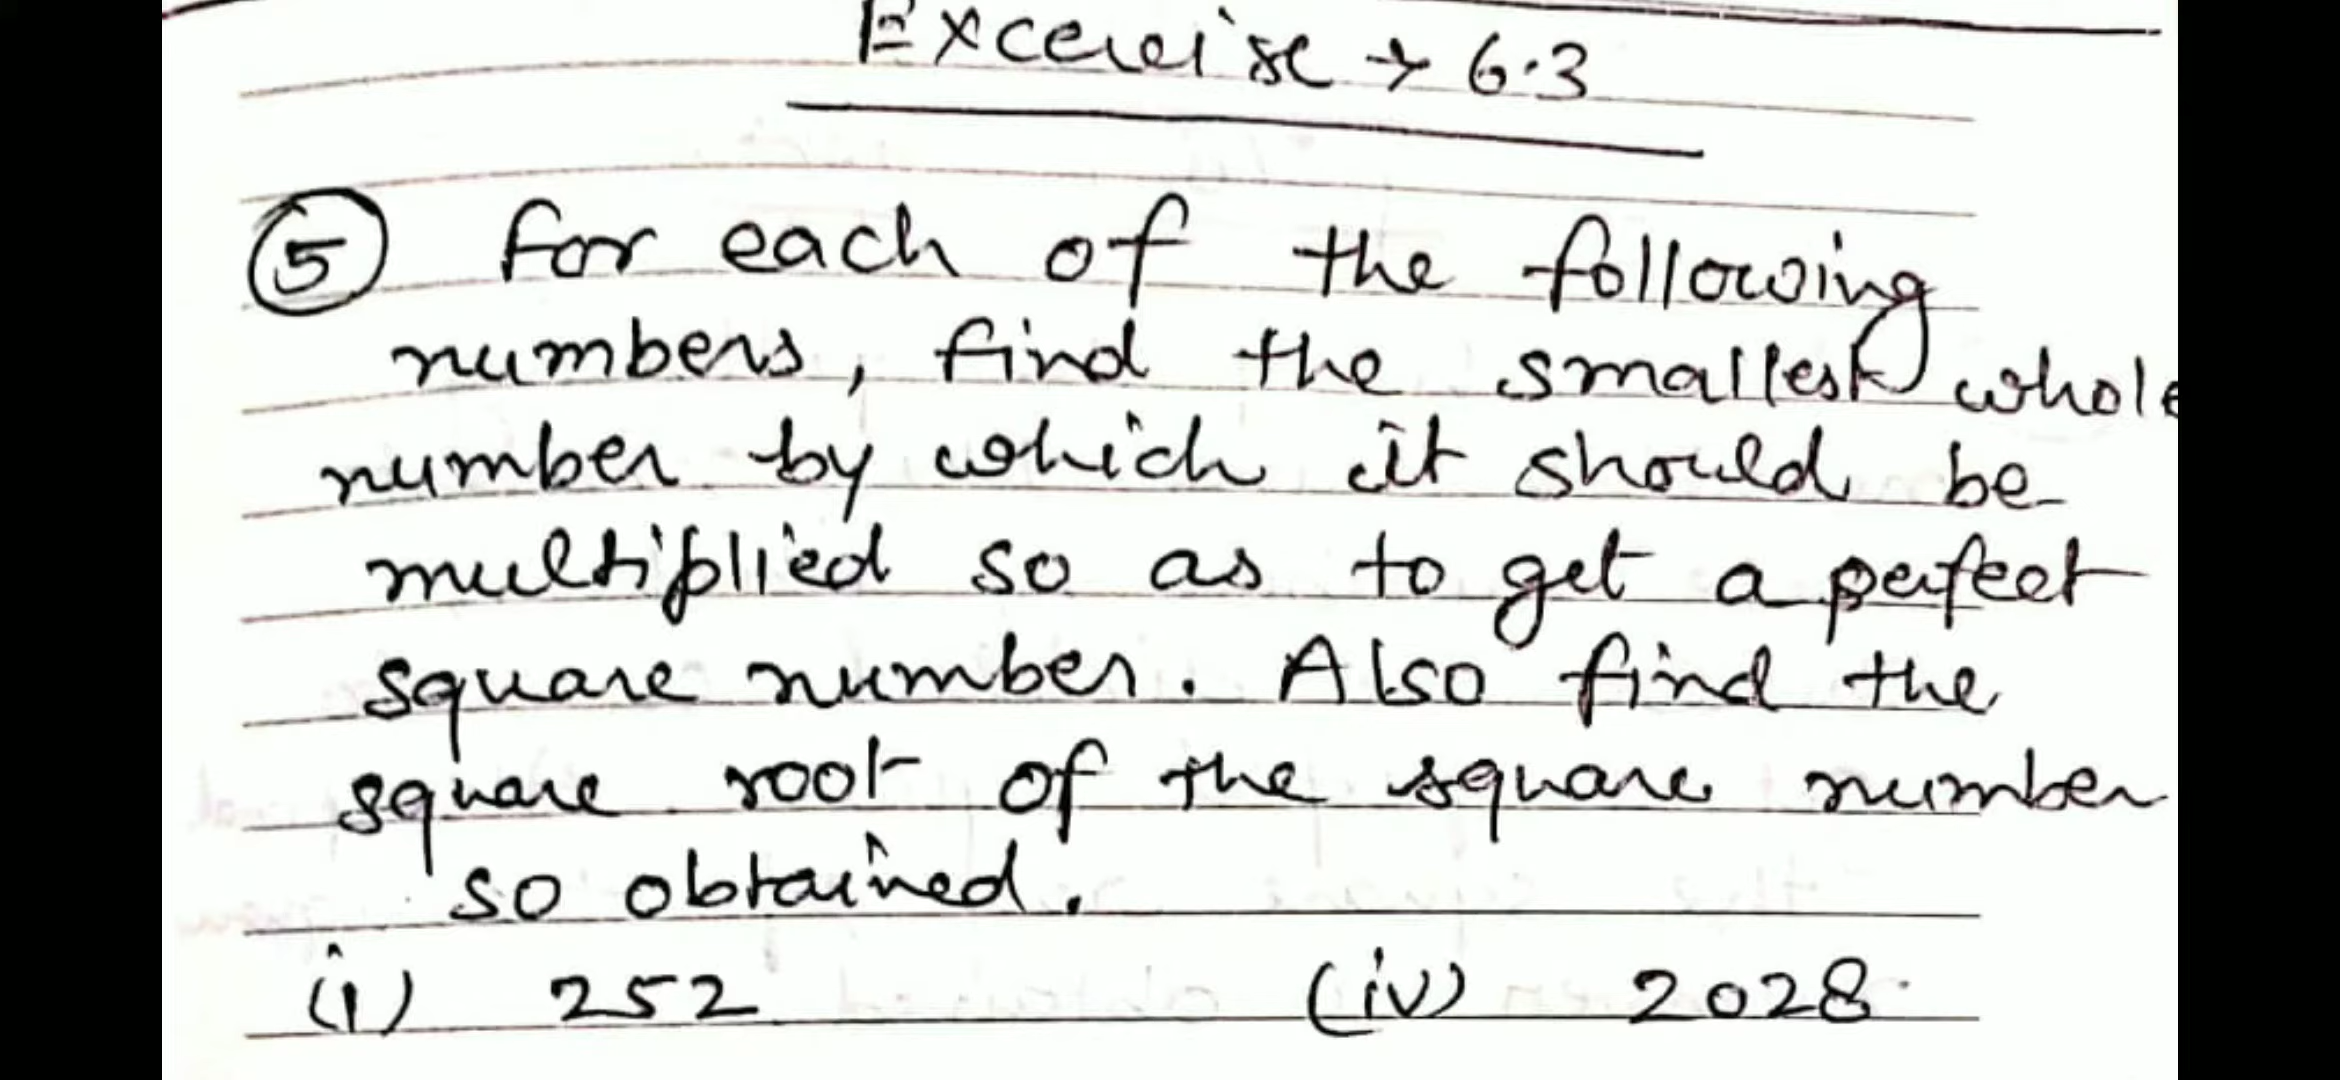 Excercise → 6.3
⑤ For each of the following
numbers, find the smallest whole
number by which it should be
multiplied so as to get a perfect
square number. Also find the
square root of the square number
so obtained.
(i) 252 (iv) 2028.